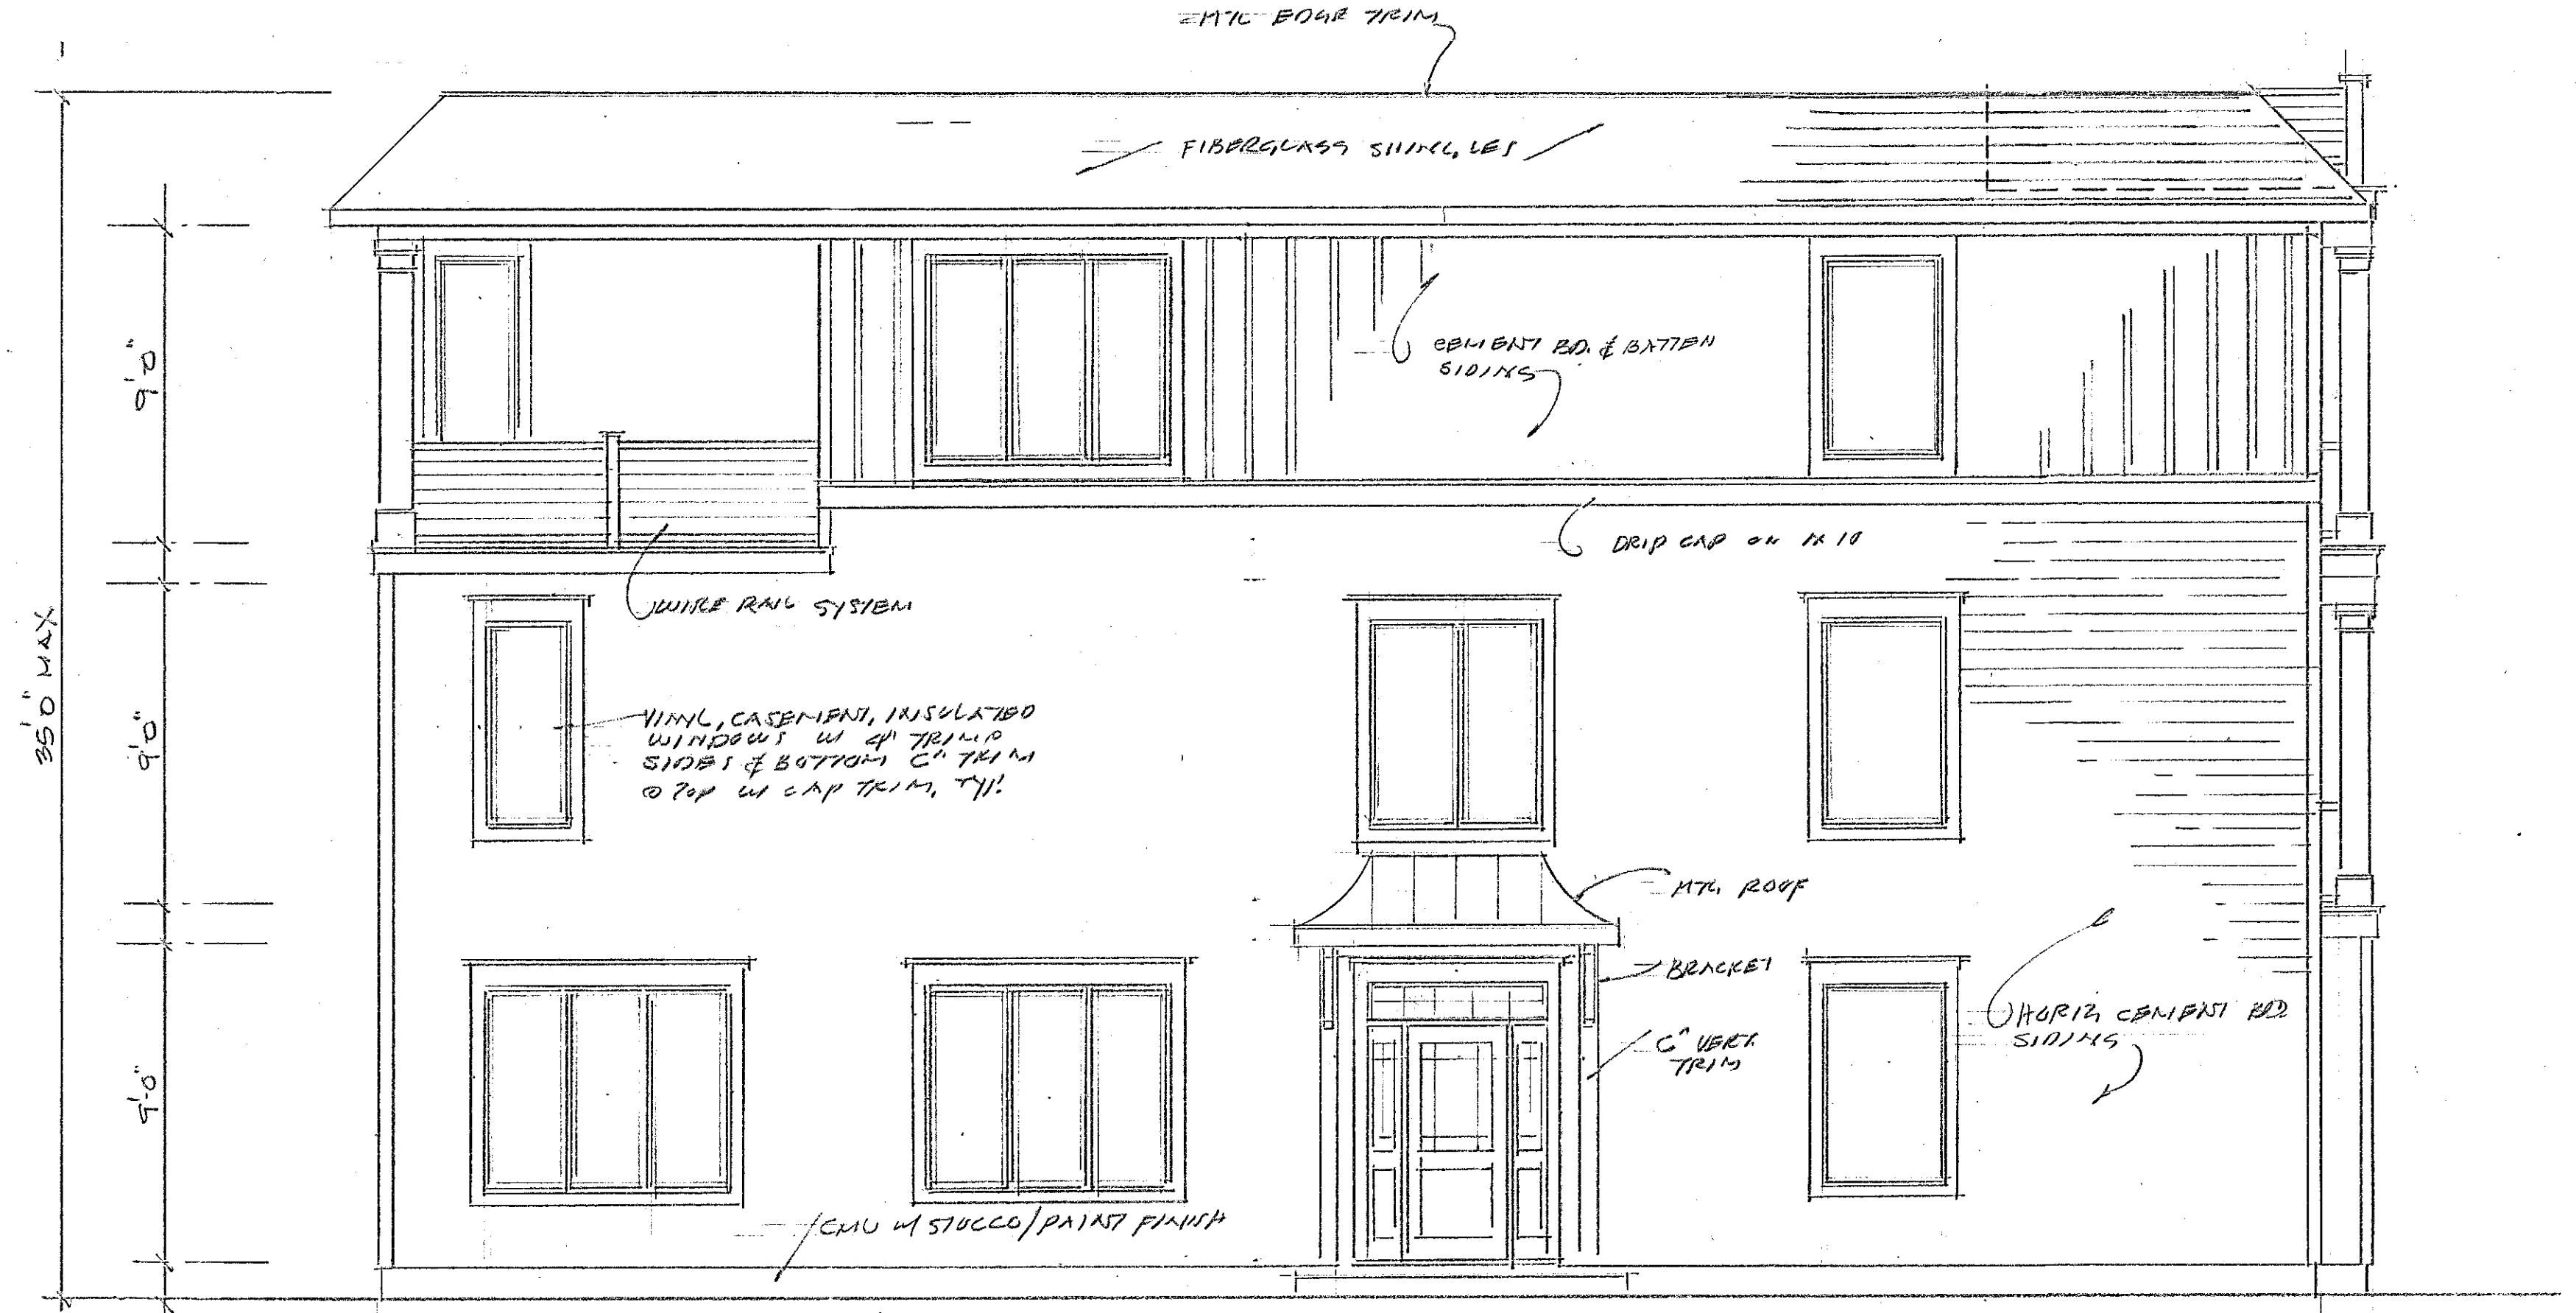 MTL EDGE TRIM
FIBERGLASS SHINGLES
CEMENT BD. & BATTEN
SIDING
DRIP CAP ON 1x10
WIRE RAIL SYSTEM
VINYL, CASEMENT, INSULATED
WINDOWS W 4" TRIM @
SIDES & BOTTOM 6" TRIM
@ TOP W CAP TRIM, TYP.
MTL ROOF
BRACKET
6" VERT.
TRIM
HORIZ CEMENT BD
SIDING
CMU W STUCCO/PAINT FINISH
35'0" MAX
9'-0"
9'-0"
9'-0"